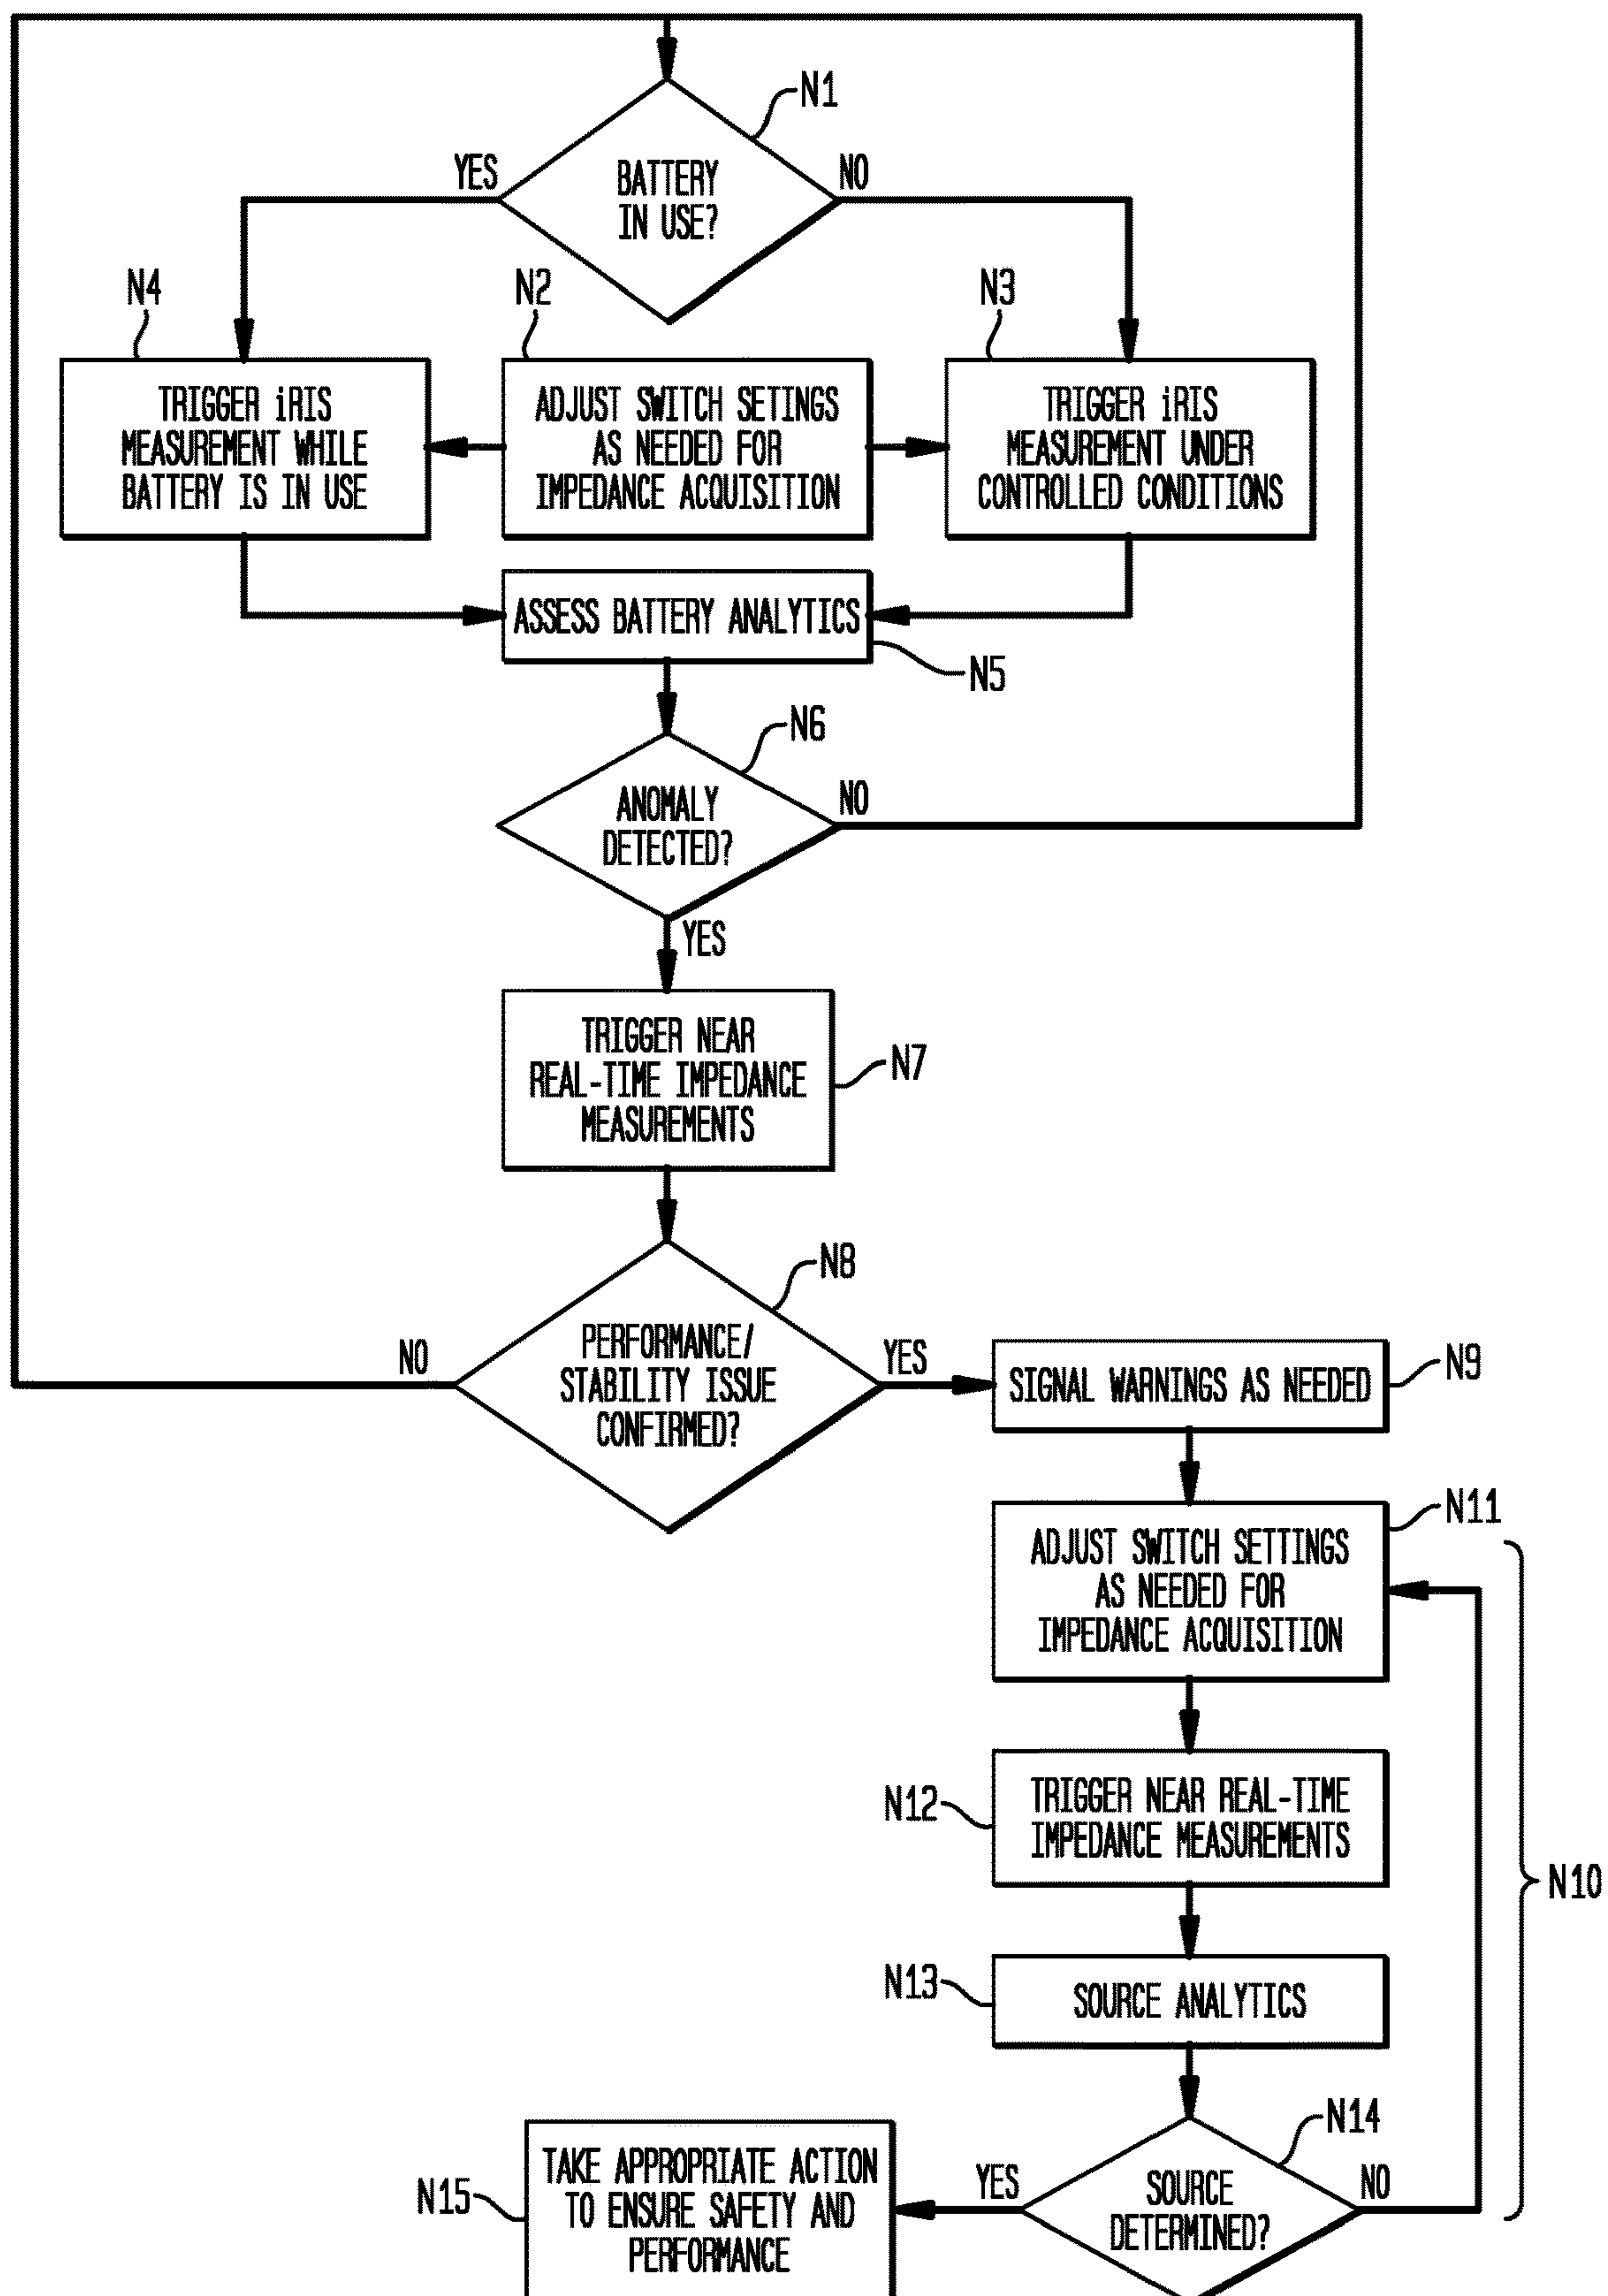 N1
YES
BATTERY
IN USE?
NO
N4
N2
N3
TRIGGER iRIS
MEASUREMENT WHILE
BATTERY IS IN USE
ADJUST SWITCH SETINGS
AS NEEDED FOR
IMPEDANCE ACQUISITION
TRIGGER iRIS
MEASUREMENT UNDER
CONTROLLED CONDITIONS
ASSESS BATTERY ANALYTICS
N5
N6
ANOMALY
DETECTED?
NO
YES
TRIGGER NEAR
REAL-TIME IMPEDANCE
MEASUREMENTS
N7
N8
NO
PERFORMANCE/
STABILITY ISSUE
CONFIRMED?
YES
SIGNAL WARNINGS AS NEEDED
N9
N11
ADJUST SWITCH SETTINGS
AS NEEDED FOR
IMPEDANCE ACQUISITION
N12
TRIGGER NEAR REAL-TIME
IMPEDANCE MEASUREMENTS
N10
N13
SOURCE ANALYTICS
N14
YES
SOURCE
DETERMINED?
NO
N15
TAKE APPROPRIATE ACTION
TO ENSURE SAFETY AND
PERFORMANCE